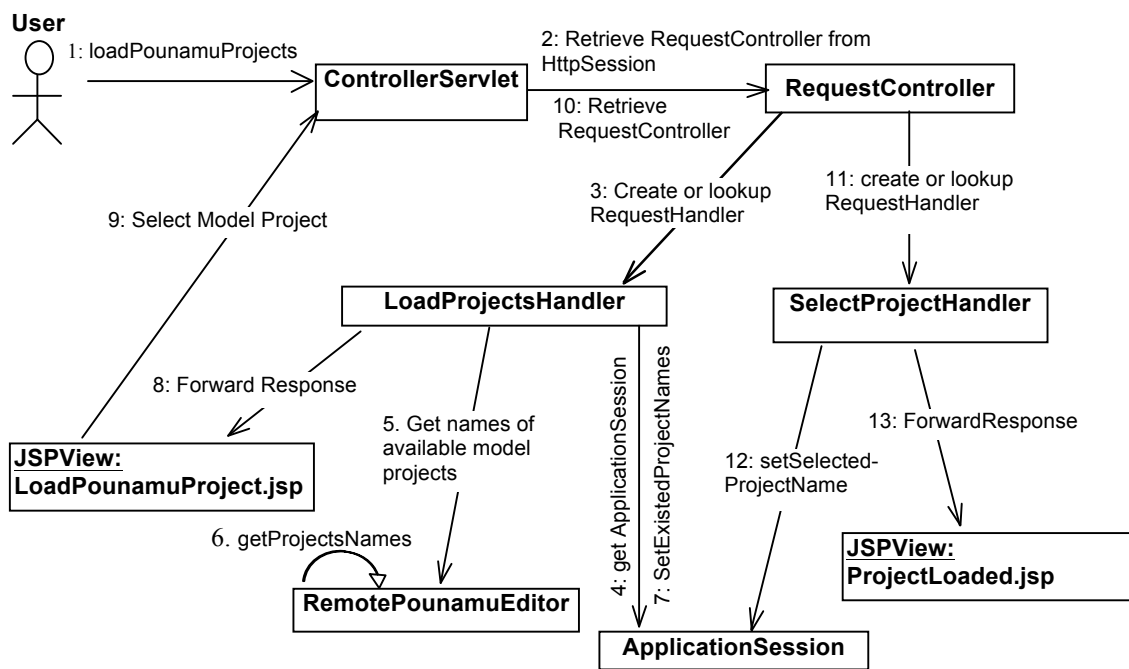 User
1: loadPounamuProjects
2: Retrieve RequestController from
HttpSession
ControllerServlet
RequestController
10: Retrieve
RequestController
3: Create or lookup
RequestHandler
11: create or lookup
RequestHandler
9: Select Model Project
LoadProjectsHandler
SelectProjectHandler
8: Forward Response
5. Get names of
available model
projects
4: get ApplicationSession
7: SetExistedProjectNames
13: ForwardResponse
12: setSelected-
ProjectName
JSPView:
LoadPounamuProject.jsp
6. getProjectsNames
JSPView:
ProjectLoaded.jsp
RemotePounamuEditor
ApplicationSession